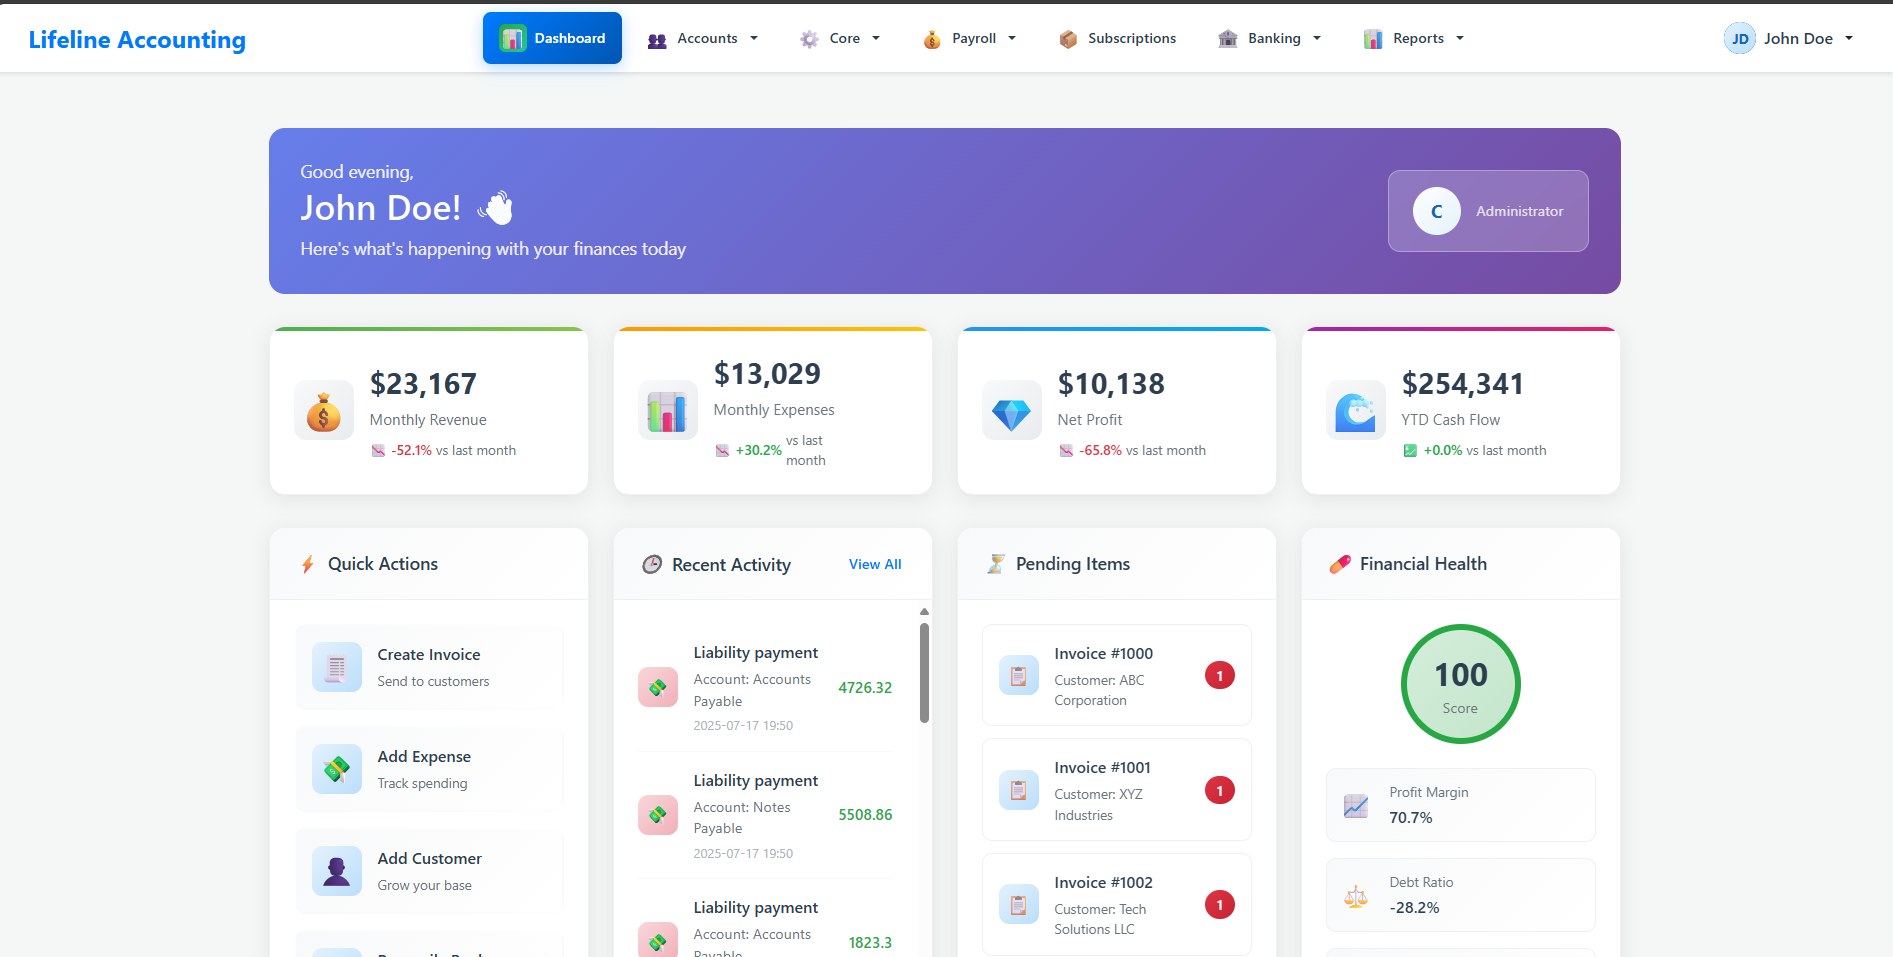 Lifeline Accounting
Dashboard
Accounts
Core
Payroll
Subscriptions
Banking
Reports
JD
John Doe
Good evening,
John Doe!
Here's what's happening with your finances today
C
Administrator
$23,167
Monthly Revenue
-52.1% vs last month
$13,029
Monthly Expenses
+30.2% vs last
month
$10,138
Net Profit
-65.8% vs last month
$254,341
YTD Cash Flow
+0.0% vs last month
Quick Actions
Create Invoice
Send to customers
Add Expense
Track spending
Add Customer
Grow your base
Recent Activity
View All
Liability payment
Account: Accounts
Payable
2025-07-17 19:50
4726.32
Liability payment
Account: Notes
Payable
2025-07-17 19:50
5508.86
Liability payment
Account: Accounts
Payable
1823.3
Pending Items
Invoice #1000
Customer: ABC
Corporation
1
Invoice #1001
Customer: XYZ
Industries
1
Invoice #1002
Customer: Tech
Solutions LLC
1
Financial Health
100
Score
Profit Margin
70.7%
Debt Ratio
-28.2%